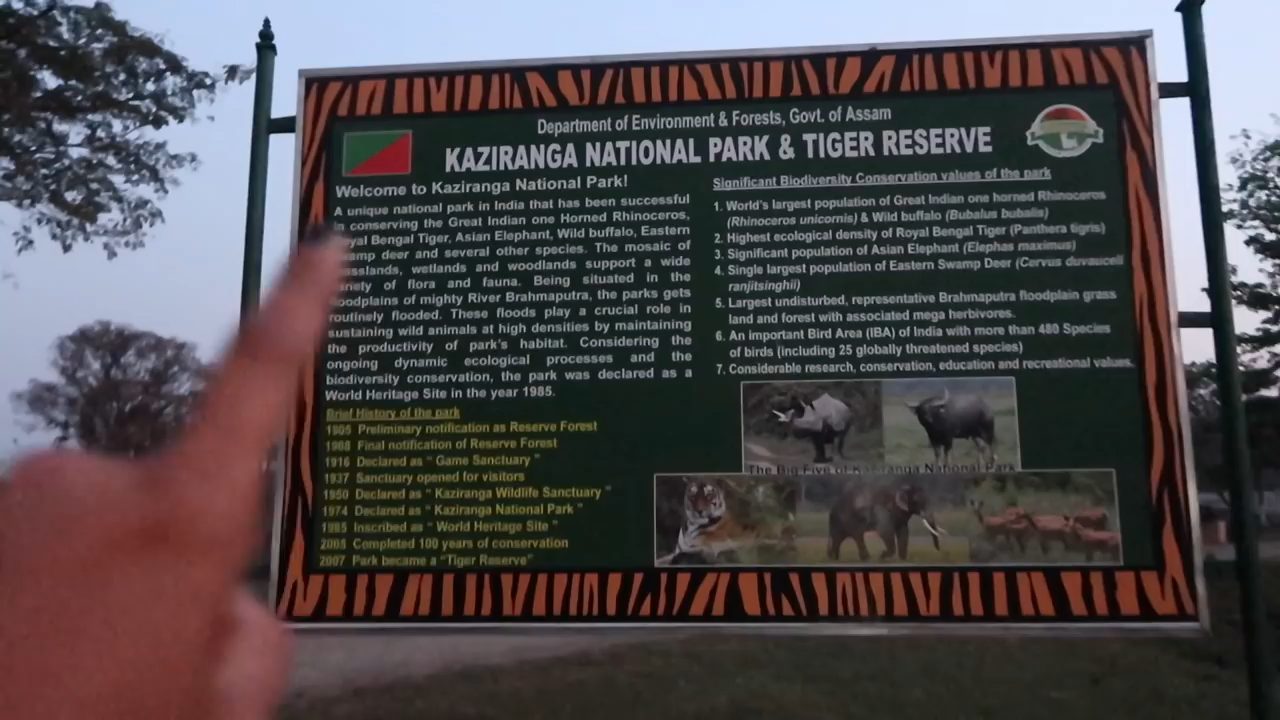 Department of Environment & Forests, Govt. of Assam
KAZIRANGA NATIONAL PARK & TIGER RESERVE
Welcome to Kaziranga National Park!
A unique national park in India that has been successful
in conserving the Great Indian one Horned Rhinoceros,
Bengal Tiger, Asian Elephant, Wild buffalo, Eastern
deer and several other species. The mosaic of
wetlands and woodlands support a wide
of flora and fauna. Being situated in the
of mighty River Brahmaputra, the parks gets
routinely flooded. These floods play a crucial role in
sustaining wild animals at high densities by maintaining
the productivity of park's habitat. Considering the
ongoing dynamic ecological processes and the
biodiversity conservation, the park was declared as a
World Heritage Site in the year 1985.
Brief History of the park
1905 Preliminary notification as Reserve Forest
1908 Final notification of Reserve Forest
1916 Declared as " Game Sanctuary "
1937 Sanctuary opened for visitors
1950 Declared as " Kaziranga Wildlife Sanctuary "
1974 Declared as " Kaziranga National Park "
1985 Inscribed as " World Heritage Site "
2005 Completed 100 years of conservation
2007 Park became a "Tiger Reserve"
Significant Biodiversity Conservation values of the park
1. World's largest population of Great Indian one horned Rhinoceros
(Rhinoceros unicornis) & Wild buffalo (Bubalus bubalis)
2. Highest ecological density of Royal Bengal Tiger (Panthera tigris)
3. Significant population of Asian Elephant (Elephas maximus)
4. Single largest population of Eastern Swamp Deer (Cervus duvauceli
ranjitsinghii)
5. Largest undisturbed, representative Brahmaputra floodplain grass
land and forest with associated mega herbivores.
6. An important Bird Area (IBA) of India with more than 480 Species
of birds (including 25 globally threatened species)
7. Considerable research, conservation, education and recreational values.
The Big Five of Kaziranga National Park